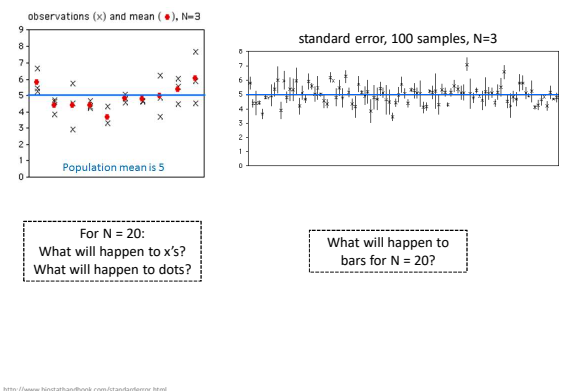 observations (x) and mean (●), N=3
9
8
7
6
5
4
3
2
1
0
Population mean is 5
standard error, 100 samples, N=3
8
7
6
5
4
3
2
1
0
For N = 20:
What will happen to x's?
What will happen to dots?
What will happen to
bars for N = 20?
http://www.biostathandbook.com/standarderror.html